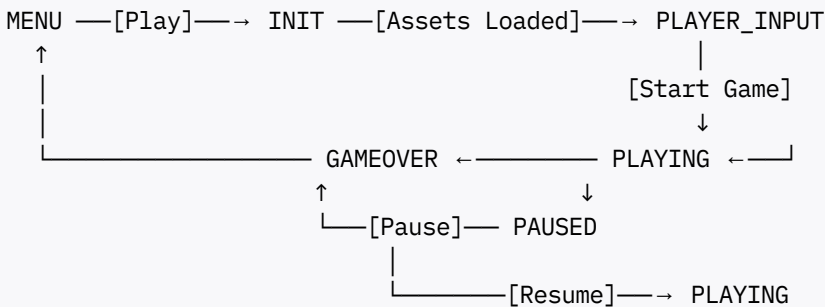 MENU ──[Play]──→ INIT ──[Assets Loaded]──→ PLAYER_INPUT
[Start Game]
GAMEOVER ←──────── PLAYING ←──┘
└──[Pause]── PAUSED
└───────[Resume]──→ PLAYING